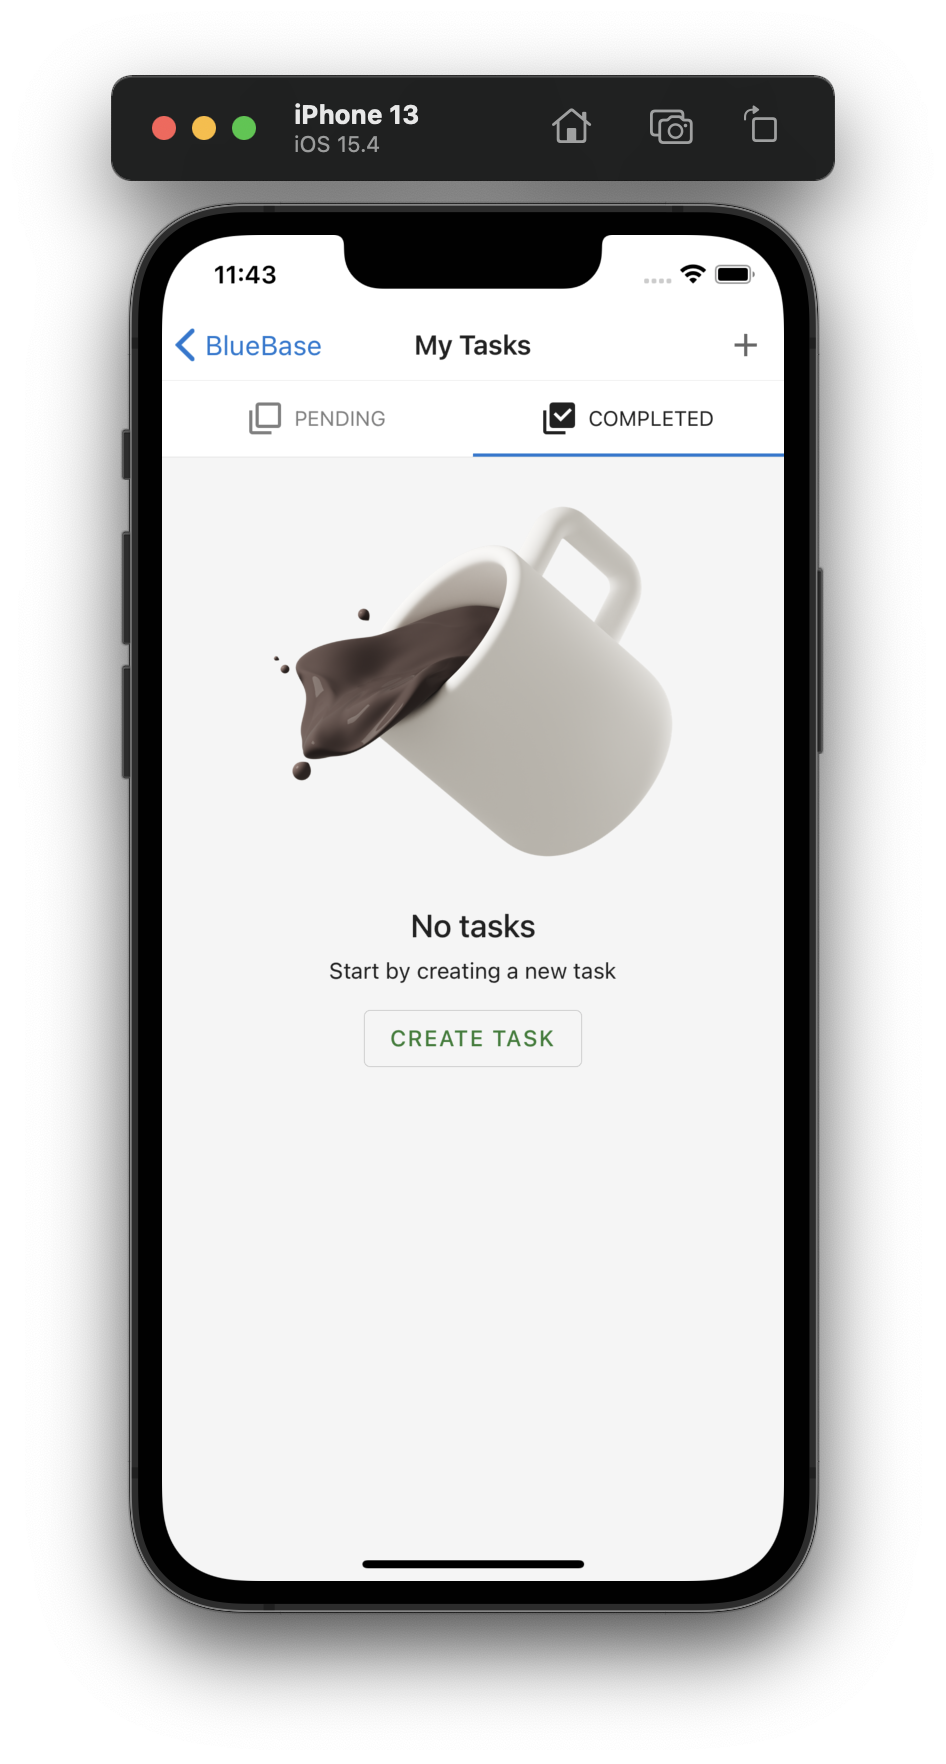 iPhone 13
iOS 15.4
11:43
BlueBase
My Tasks
PENDING
COMPLETED
No tasks
Start by creating a new task
CREATE TASK